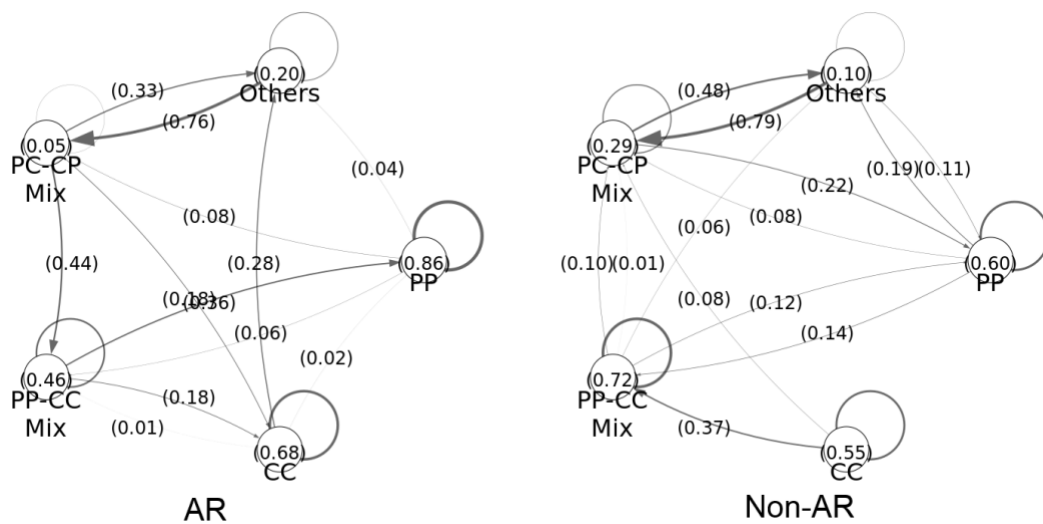 (0.20)
Others
(0.33)
(0.76)
(0.05)
PC-CP
Mix
(0.04)
(0.08)
(0.44)
(0.28)
(0.86)
PP
(0.18)
(0.36)
(0.06)
(0.02)
(0.46)
PP-CC
Mix
(0.18)
(0.01)
(0.68)
CC
AR
(0.10)
Others
(0.48)
(0.79)
(0.29)
PC-CP
Mix
(0.19)
(0.11)
(0.22)
(0.08)
(0.06)
(0.10)
(0.01)
(0.60)
PP
(0.08)
(0.12)
(0.14)
(0.72)
PP-CC
Mix
(0.37)
(0.55)
CC
Non-AR